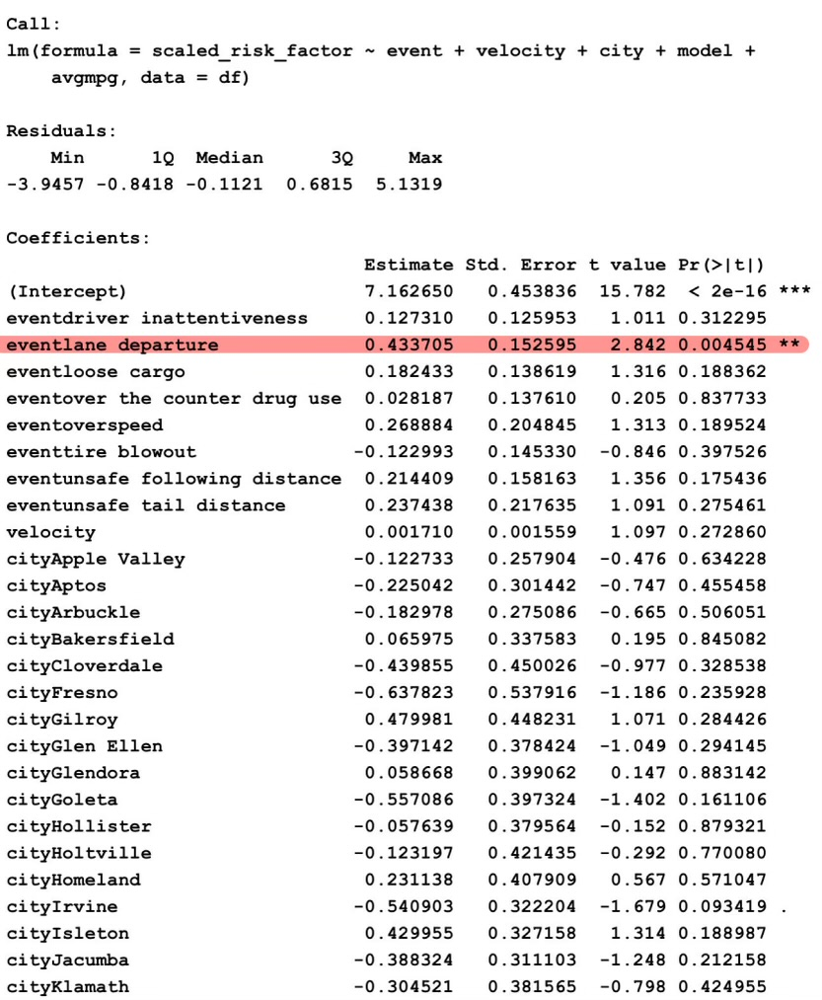 Call:
lm(formula = scaled_risk_factor ~ event + velocity + city + model +
    avgmpg, data = df)
Residuals:
    Min      1Q  Median      3Q     Max
-3.9457 -0.8418 -0.1121  0.6815  5.1319
Coefficients:
Estimate Std. Error t value Pr(>|t|)
(Intercept) 7.162650 0.453836 15.782 < 2e-16 ***
eventdriver inattentiveness 0.127310 0.125953 1.011 0.312295
eventlane departure 0.433705 0.152595 2.842 0.004545 **
eventloose cargo 0.182433 0.138619 1.316 0.188362
eventover the counter drug use 0.028187 0.137610 0.205 0.837733
eventoverspeed 0.268884 0.204845 1.313 0.189524
eventtire blowout -0.122993 0.145330 -0.846 0.397526
eventunsafe following distance 0.214409 0.158163 1.356 0.175436
eventunsafe tail distance 0.237438 0.217635 1.091 0.275461
velocity 0.001710 0.001559 1.097 0.272860
cityApple Valley -0.122733 0.257904 -0.476 0.634228
cityAptos -0.225042 0.301442 -0.747 0.455458
cityArbuckle -0.182978 0.275086 -0.665 0.506051
cityBakersfield 0.065975 0.337583 0.195 0.845082
cityCloverdale -0.439855 0.450026 -0.977 0.328538
cityFresno -0.637823 0.537916 -1.186 0.235928
cityGilroy 0.479981 0.448231 1.071 0.284426
cityGlen Ellen -0.397142 0.378424 -1.049 0.294145
cityGlendora 0.058668 0.399062 0.147 0.883142
cityGoleta -0.557086 0.397324 -1.402 0.161106
cityHollister -0.057639 0.379564 -0.152 0.879321
cityHoltville -0.123197 0.421435 -0.292 0.770080
cityHomeland 0.231138 0.407909 0.567 0.571047
cityIrvine -0.540903 0.322204 -1.679 0.093419 .
cityIsleton 0.429955 0.327158 1.314 0.188987
cityJacumba -0.388324 0.311103 -1.248 0.212158
cityKlamath -0.304521 0.381565 -0.798 0.424955